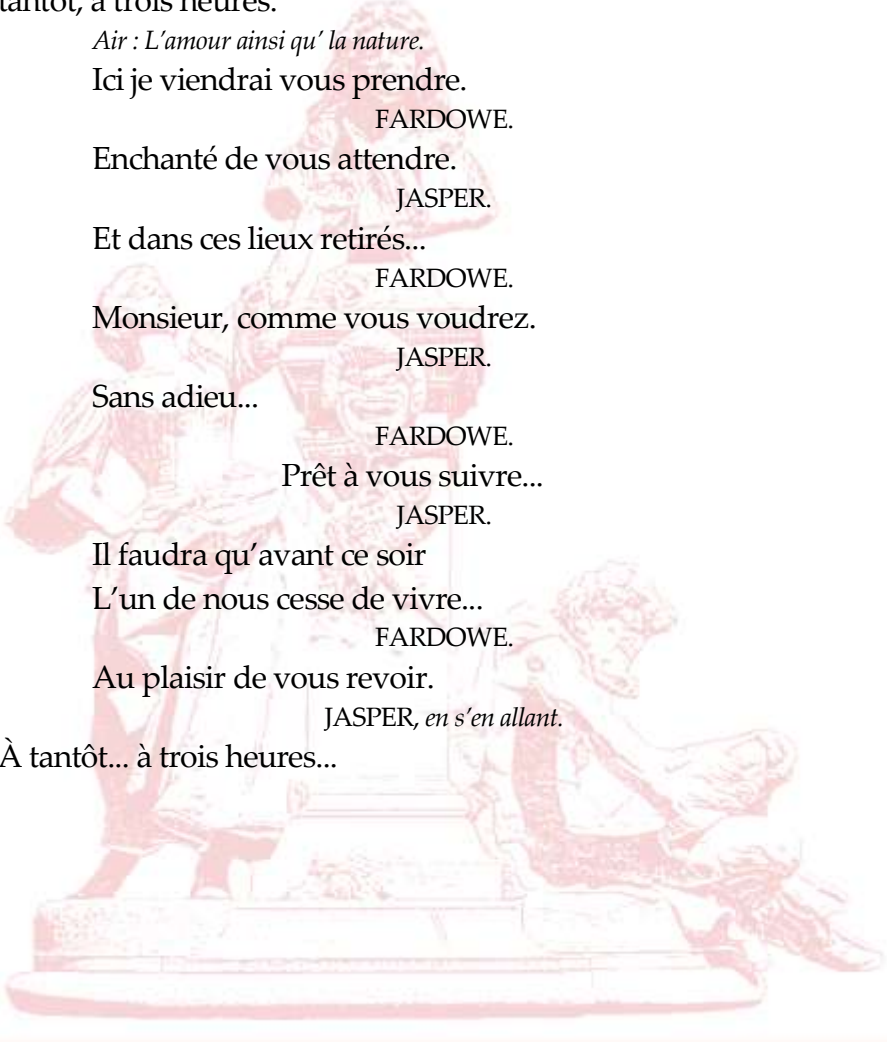 tantôt, à trois heures.
Air : L’amour ainsi qu’ la nature.
Ici je viendrai vous prendre.
FARDOWE.
Enchanté de vous attendre.
JASPER.
Et dans ces lieux retirés...
FARDOWE.
Monsieur, comme vous voudrez.
JASPER.
Sans adieu...
FARDOWE.
Prêt à vous suivre...
JASPER.
Il faudra qu’avant ce soir
L’un de nous cesse de vivre...
FARDOWE.
Au plaisir de vous revoir.
JASPER, en s’en allant.
À tantôt... à trois heures...